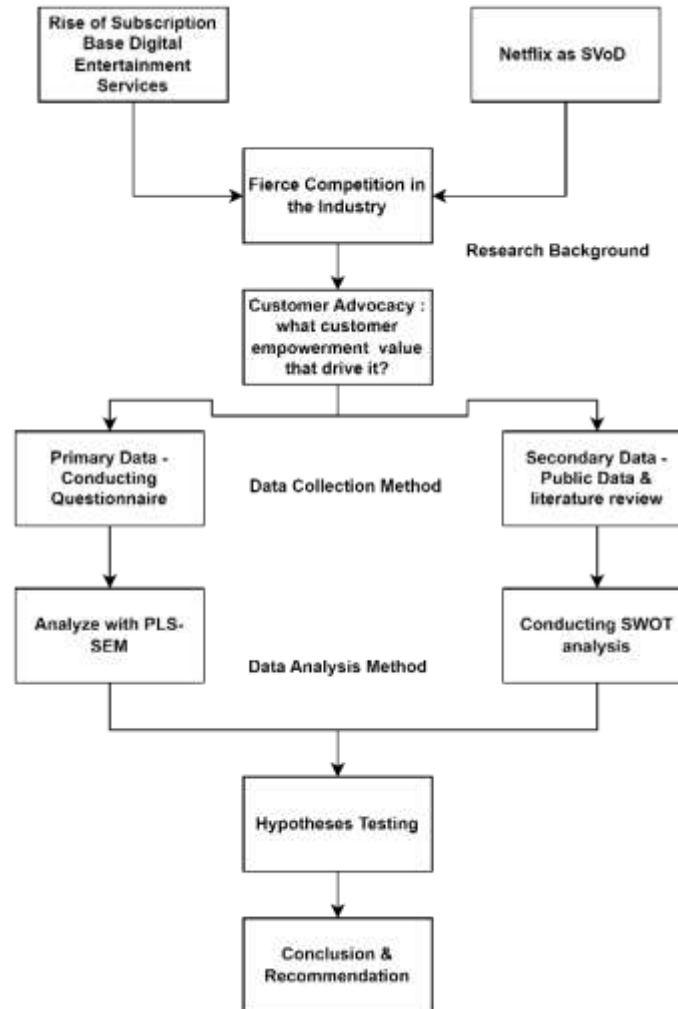 Rise of Subscription
Base Digital
Entertainment
Services
Netflix as SVoD
Fierce Competition in
the Industry
Research Background
Customer Advocacy :
what customer
empowerment value
that drive it?
Primary Data -
Conducting
Questionnaire
Data Collection Method
Secondary Data -
Public Data &
literature review
Analyze with PLS-
SEM
Data Analysis Method
Conducting SWOT
analysis
Hypotheses Testing
Conclusion &
Recommendation